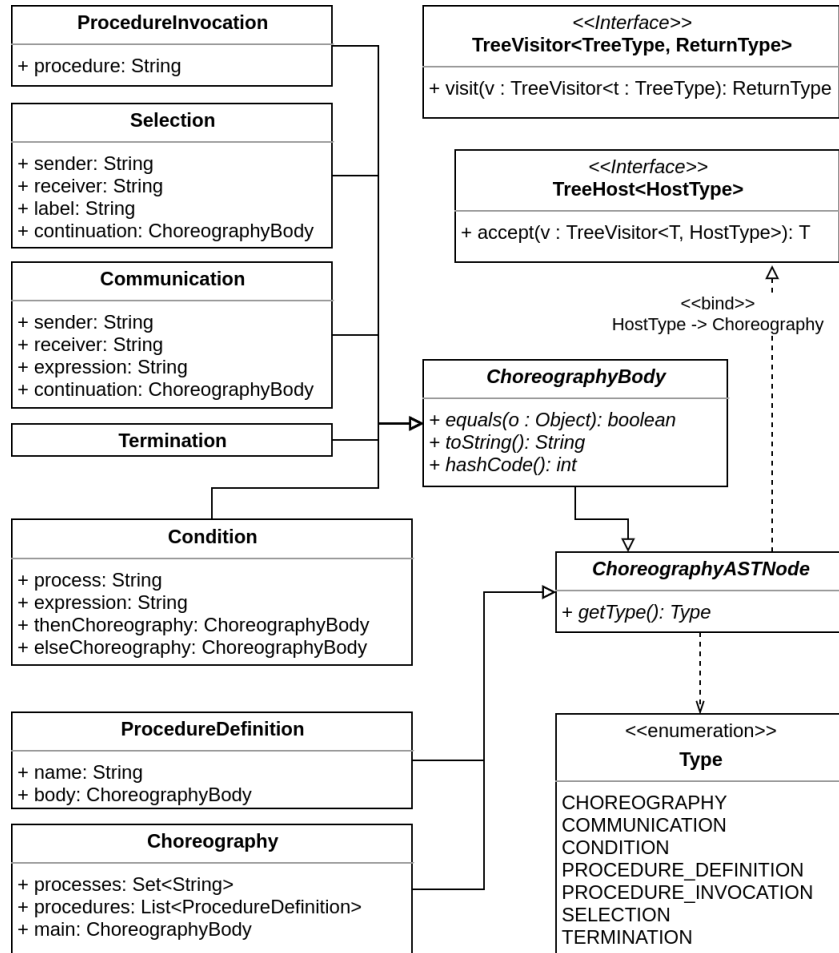 ProcedureInvocation
+ procedure: String
Selection
+ sender: String
+ receiver: String
+ label: String
+ continuation: ChoreographyBody
Communication
+ sender: String
+ receiver: String
+ expression: String
+ continuation: ChoreographyBody
Termination
Condition
+ process: String
+ expression: String
+ thenChoreography: ChoreographyBody
+ elseChoreography: ChoreographyBody
ProcedureDefinition
+ name: String
+ body: ChoreographyBody
Choreography
+ processes: Set<String>
+ procedures: List<ProcedureDefinition>
+ main: ChoreographyBody
<<Interface>>
TreeVisitor<TreeType, ReturnType>
+ visit(v : TreeVisitor<t : TreeType): ReturnType
<<Interface>>
TreeHost<HostType>
+ accept(v : TreeVisitor<T, HostType>): T
<<bind>>
HostType -> Choreography
ChoreographyBody
+ equals(o : Object): boolean
+ toString(): String
+ hashCode(): int
ChoreographyASTNode
+ getType(): Type
<<enumeration>>
Type
CHOREOGRAPHY
COMMUNICATION
CONDITION
PROCEDURE_DEFINITION
PROCEDURE_INVOCATION
SELECTION
TERMINATION